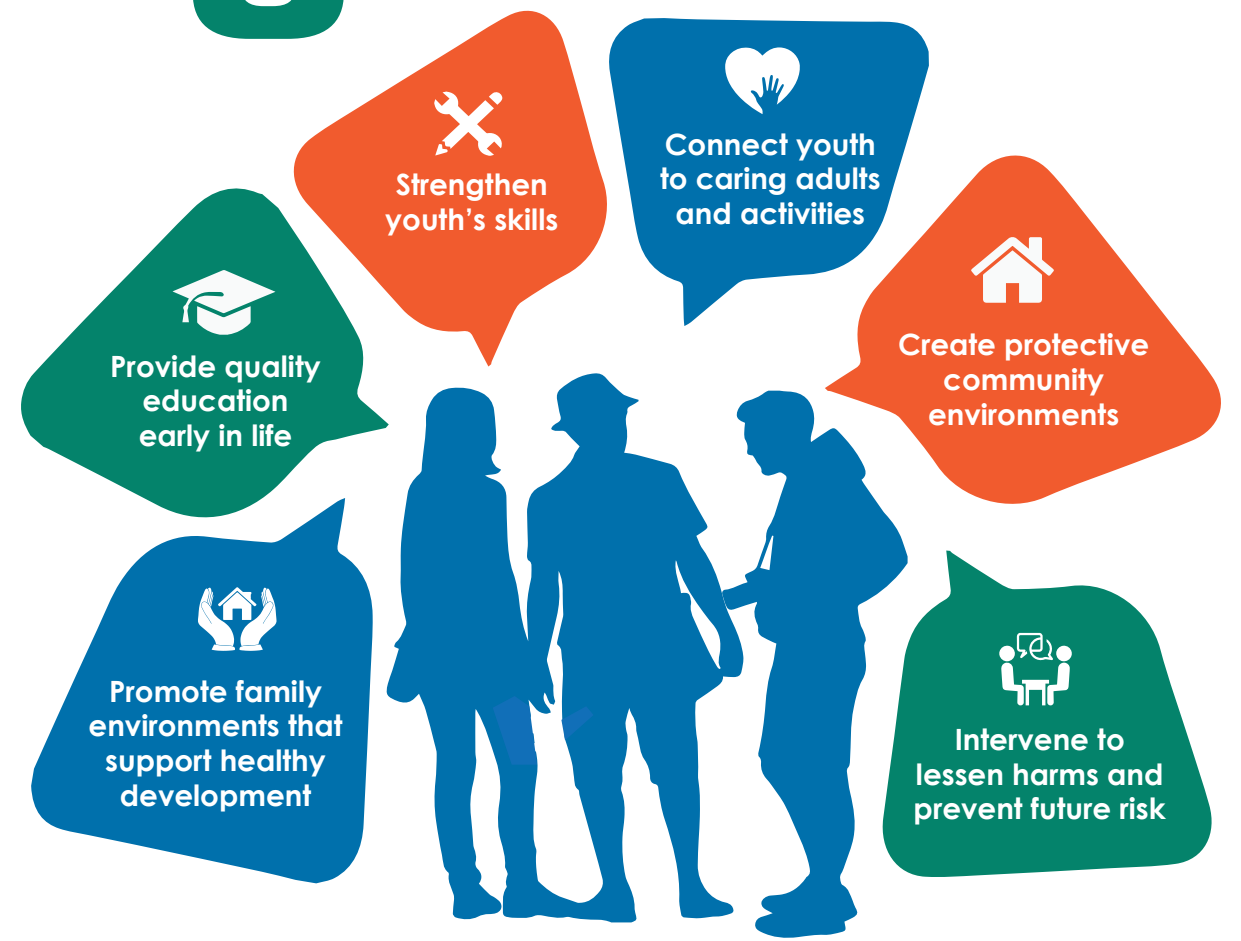 Strengthen
youth's skills
Connect youth
to caring adults
and activities
Provide quality
education
early in life
Create protective
community
environments
Promote family
environments that
support healthy
development
Intervene to
lessen harms and
prevent future risk